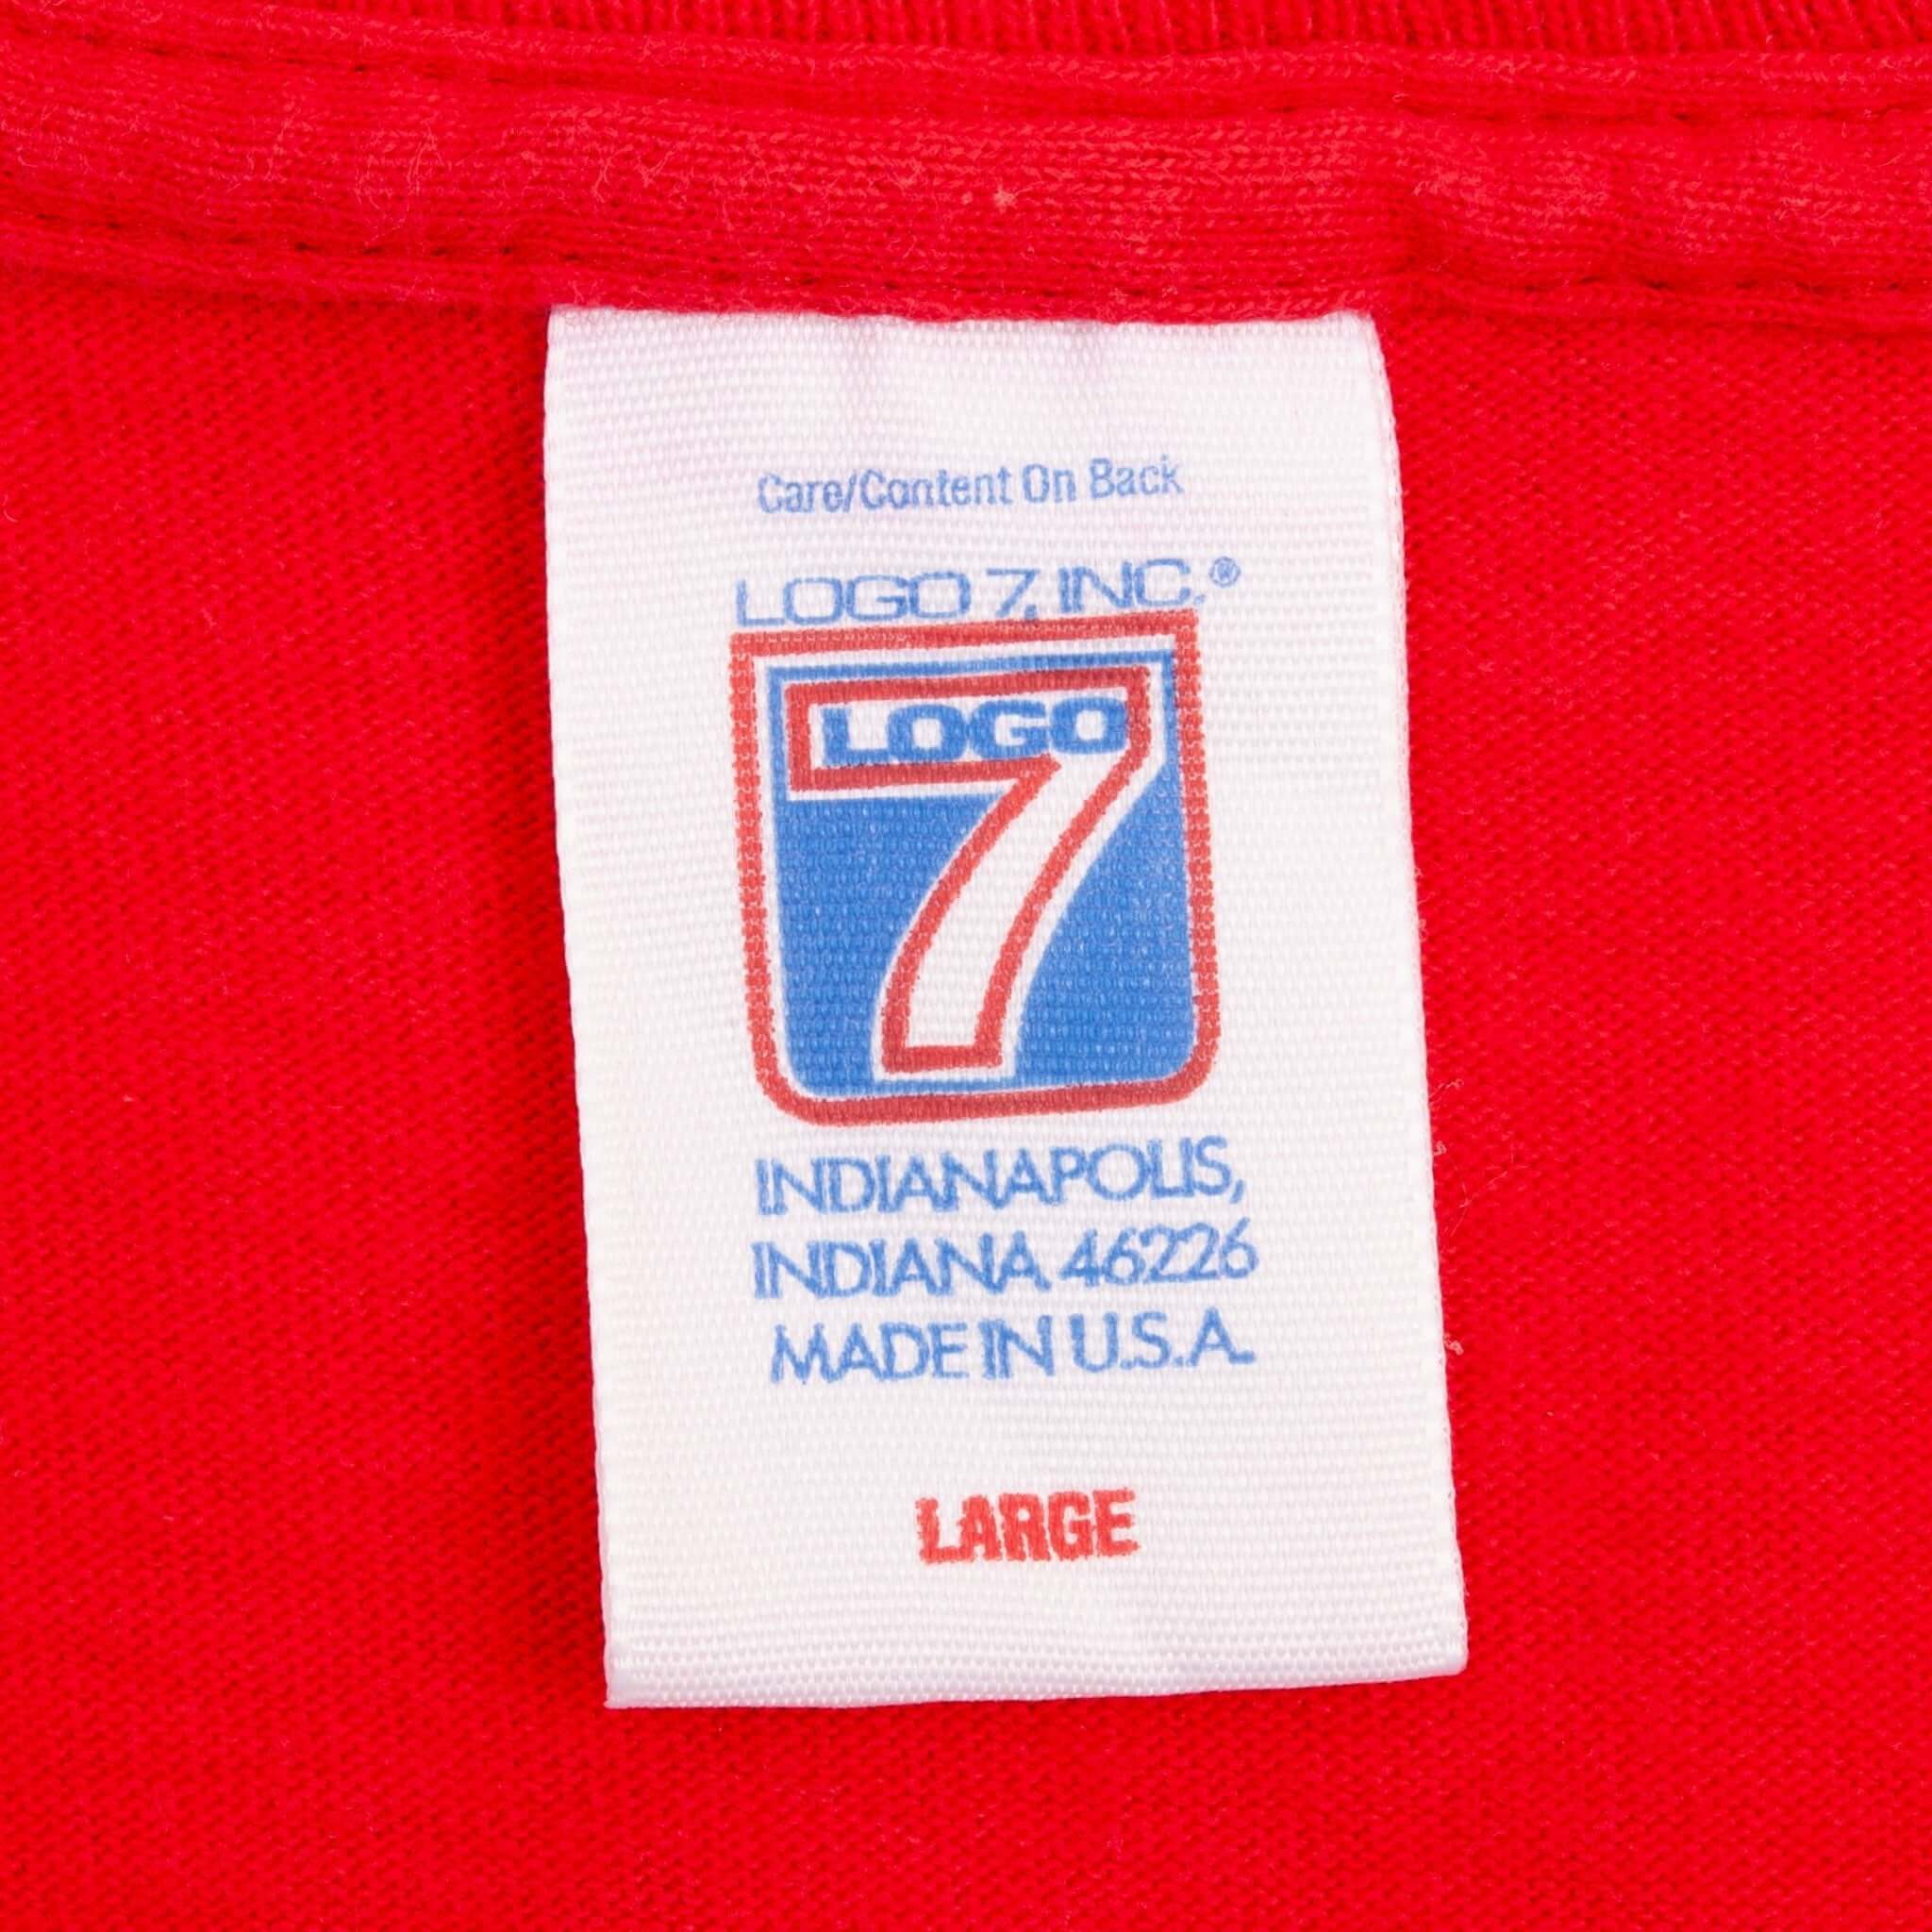 Care/Content On Back
LOGO 7, INC.®
LOGO
7
INDIANAPOLIS,
INDIANA 46226
MADE IN U.S.A.
LARGE